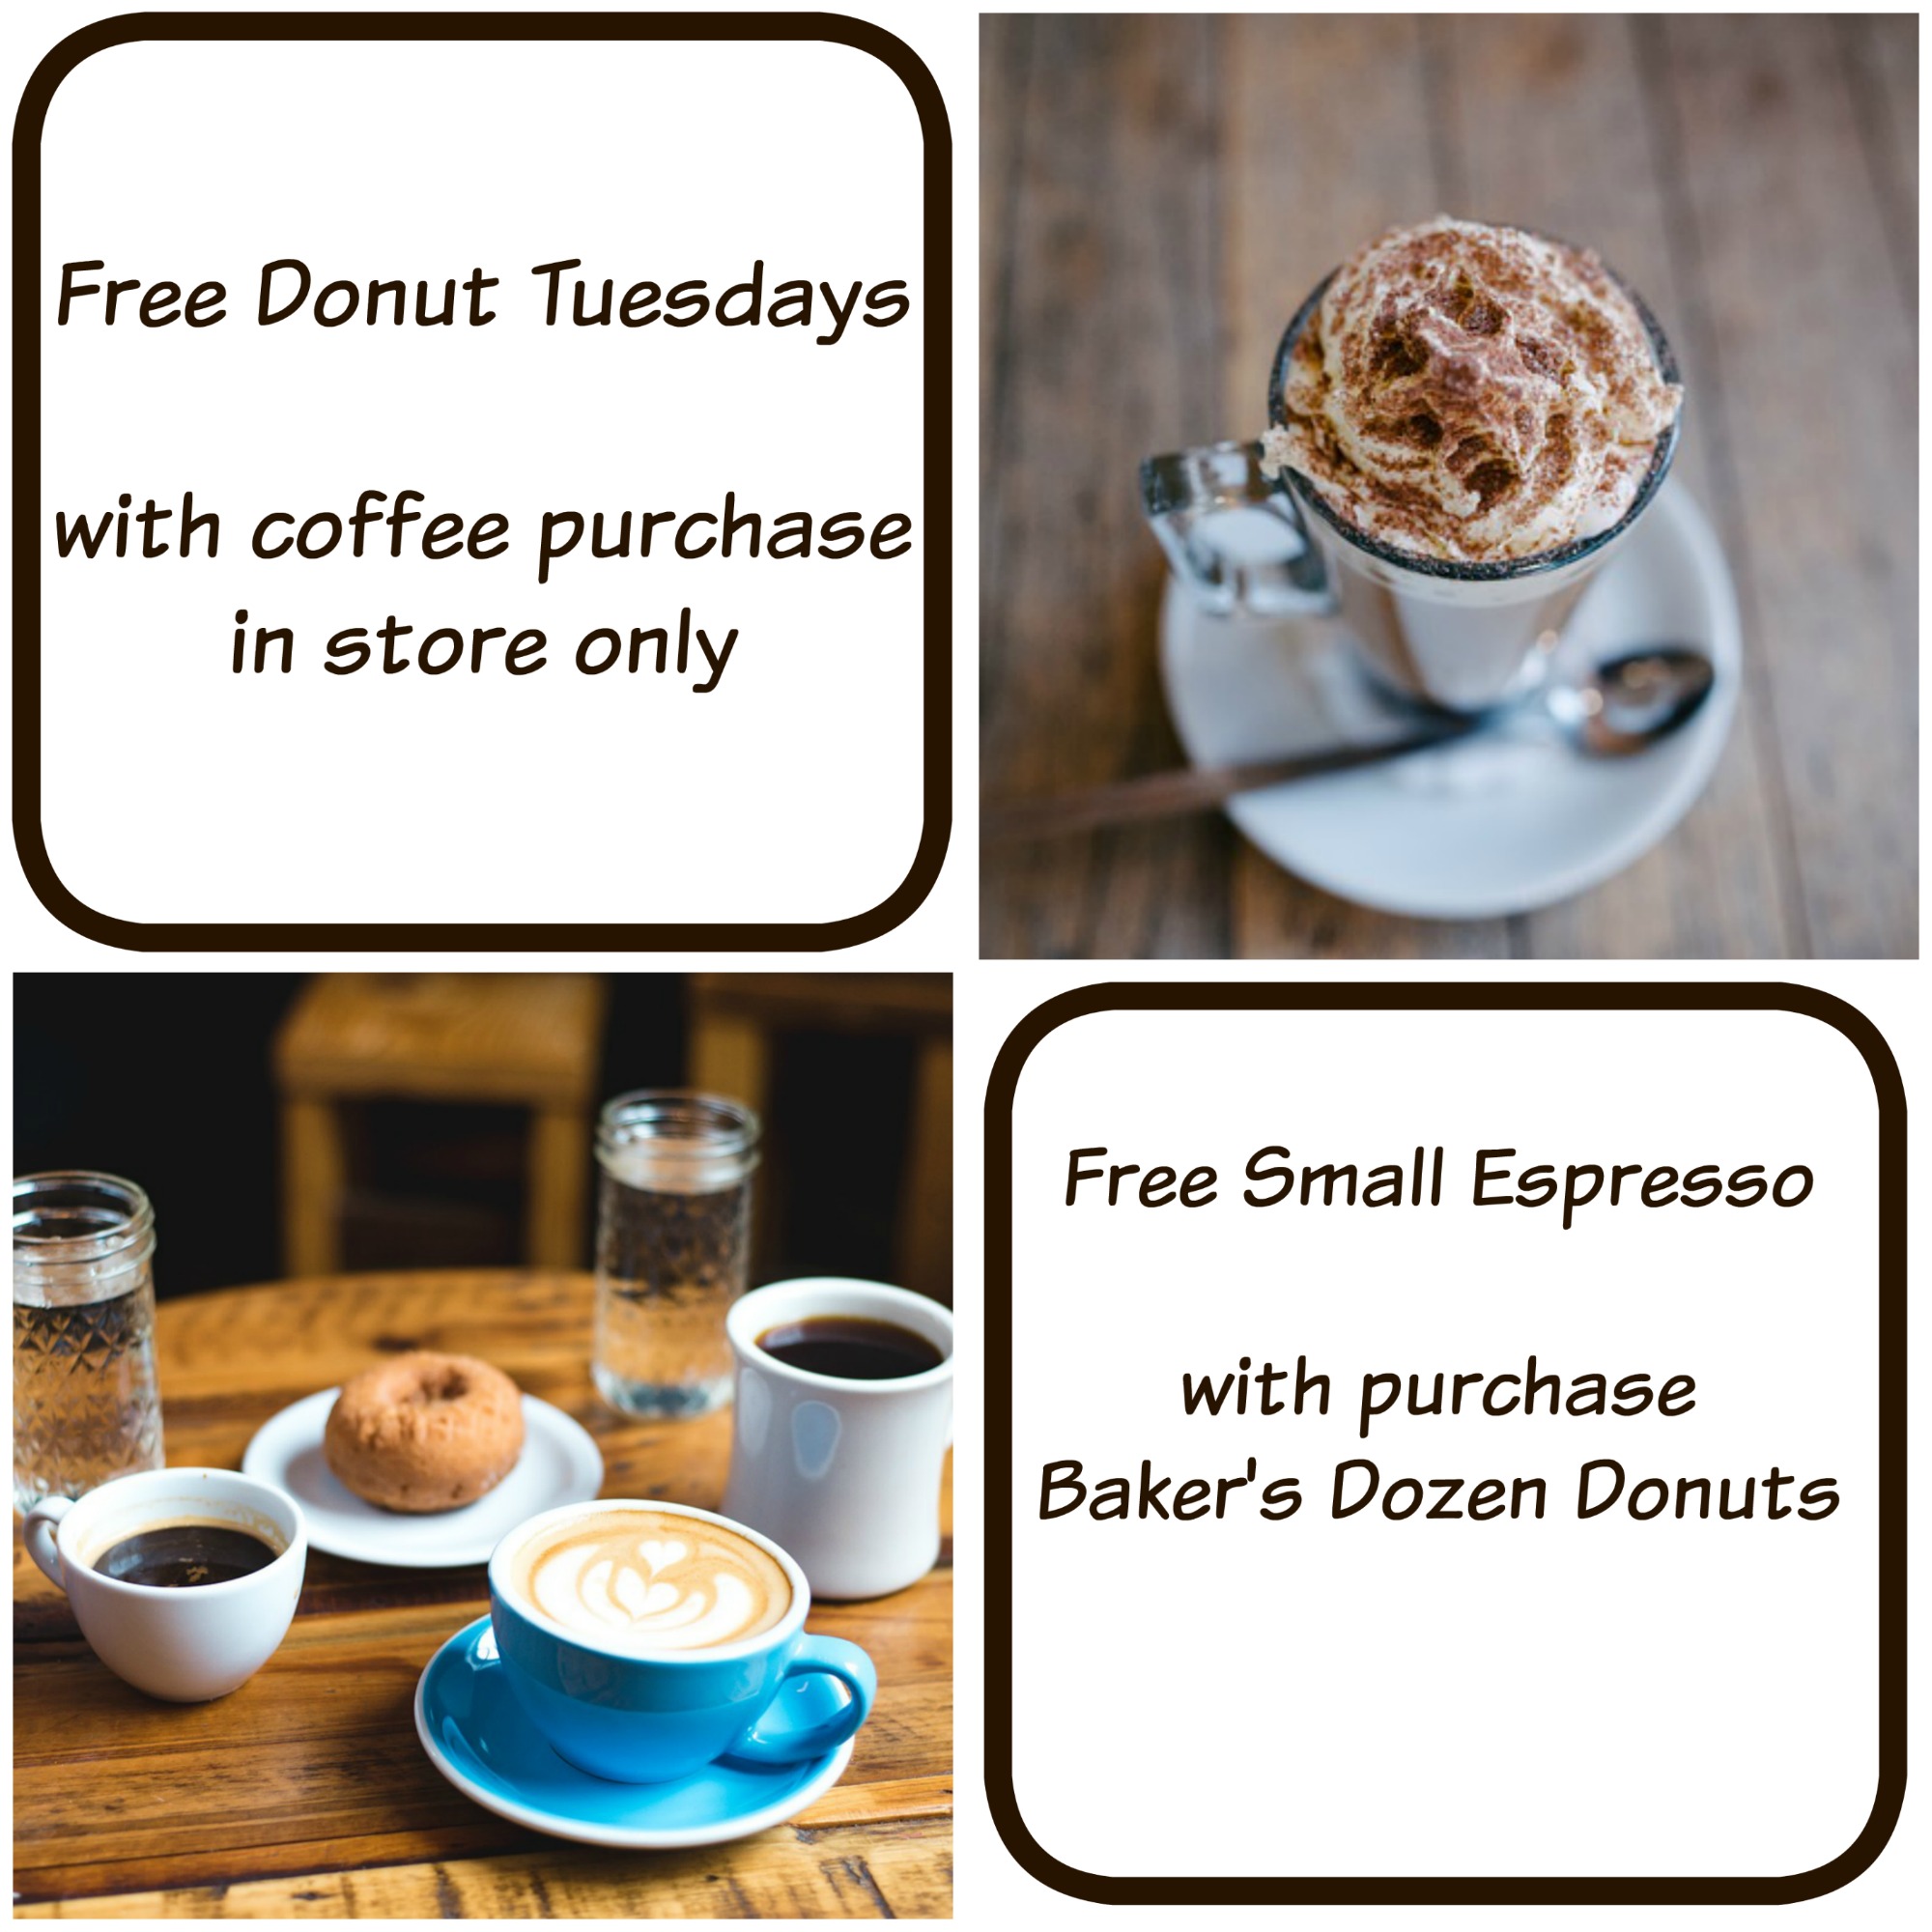 Free Donut Tuesdays
with coffee purchase
in store only
Free Small Espresso
with purchase
Baker's Dozen Donuts